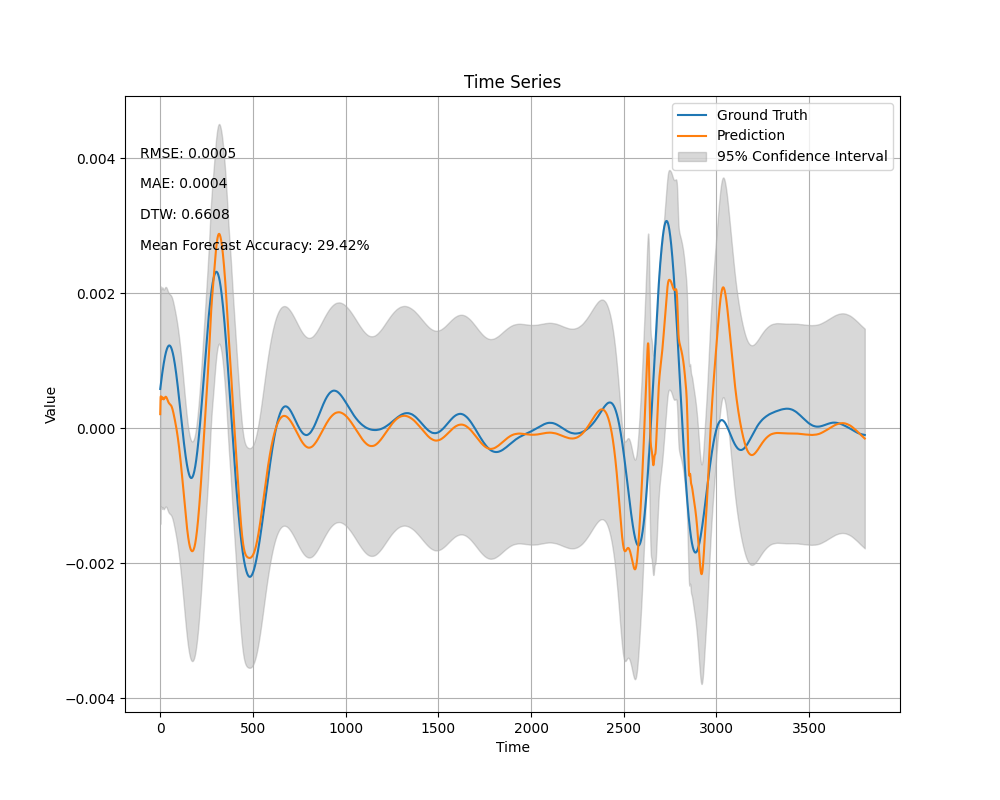 Time Series
Ground Truth
Prediction
95% Confidence Interval
RMSE: 0.0005
MAE: 0.0004
DTW: 0.6608
Mean Forecast Accuracy: 29.42%
Value
0.004
0.002
0.000
−0.002
−0.004
0 500 1000 1500 2000 2500 3000 3500
Time